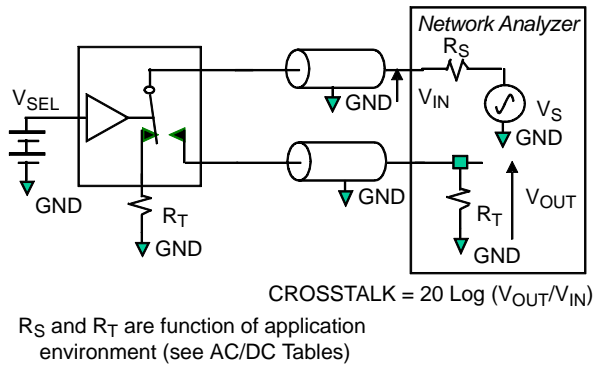 Network Analyzer
R_S
V_SEL
GND
V_IN
V_S
GND
GND
GND
R_T
R_T
V_OUT
GND
GND
CROSSTALK = 20 Log (V_OUT/V_IN)
R_S and R_T are function of application
environment (see AC/DC Tables)